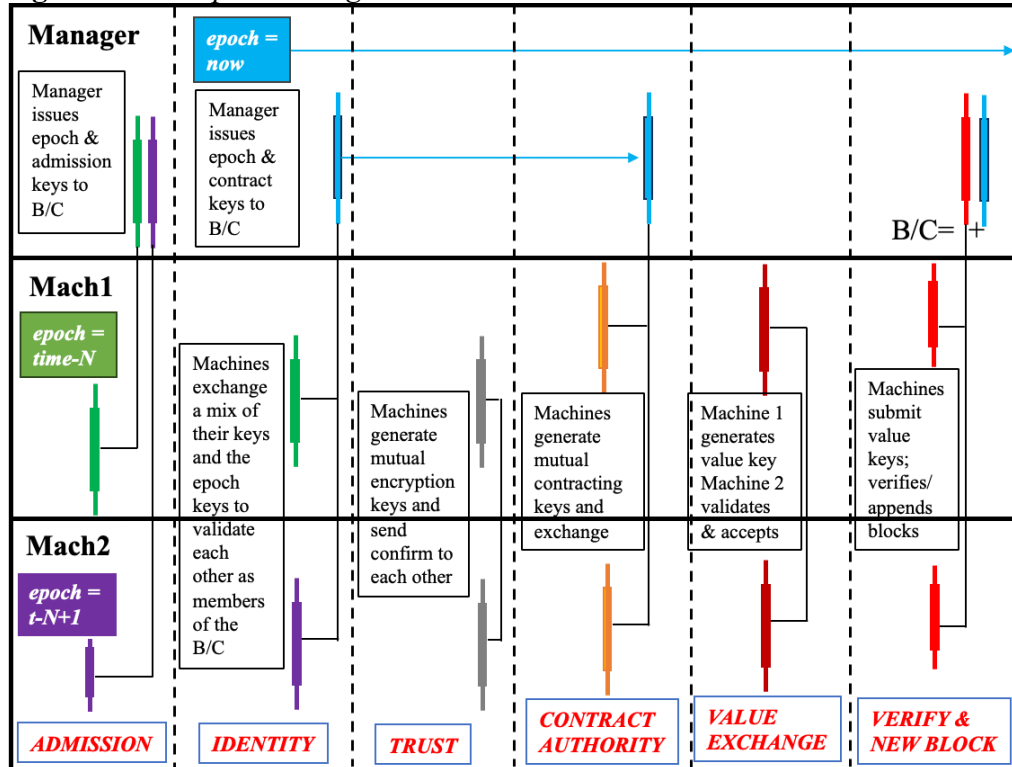 Manager
epoch =
now
Manager
issues
epoch &
admission
keys to
B/C
Manager
issues
epoch &
contract
keys to
B/C
B/C= +
Mach1
epoch =
time-N
Machines
exchange
a mix of
their keys
and the
epoch
keys to
validate
each
other as
members
of the
B/C
Machines
generate
mutual
encryption
keys and
send
confirm to
each other
Machines
generate
mutual
contracting
keys and
exchange
Machine 1
generates
value key
Machine 2
validates
& accepts
Machines
submit
value
keys;
verifies/
appends
blocks
Mach2
epoch =
t-N+1
ADMISSION
IDENTITY
TRUST
CONTRACT
AUTHORITY
VALUE
EXCHANGE
VERIFY &
NEW BLOCK